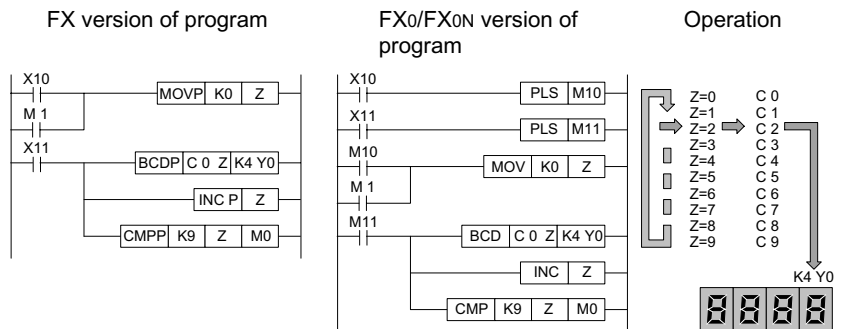 FX version of program
X10
MOVP K0 Z
M 1
X11
BCDP C 0 Z K4 Y0
INC P Z
CMPP K9 Z M0
FX0/FX0N version of
program
X10
PLS M10
X11
PLS M11
M10
MOV K0 Z
M 1
M11
BCD C 0 Z K4 Y0
INC Z
CMP K9 Z M0
Operation
Z=0 C 0
Z=1 C 1
Z=2 C 2
Z=3 C 3
Z=4 C 4
Z=5 C 5
Z=6 C 6
Z=7 C 7
Z=8 C 8
Z=9 C 9
K4 Y0
8888